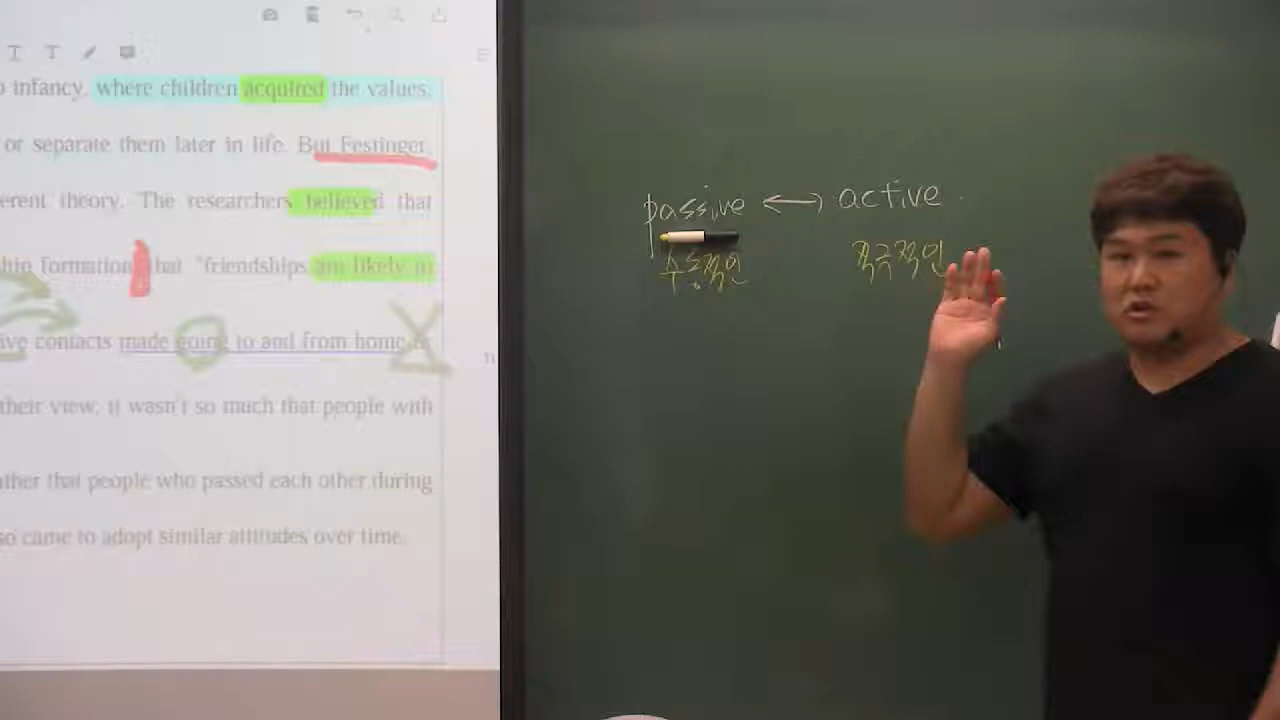 infancy, where children acquired the values,
or separate them later in life. But Festinger,
erent theory. The researchers believed that
hip formation that "friendships are likely to
ive contacts made going to and from home or
their view, it wasn't so much that people with
ther that people who passed each other during
so came to adopt similar attitudes over time.
passive ←→ active
수동적인 적극적인
X